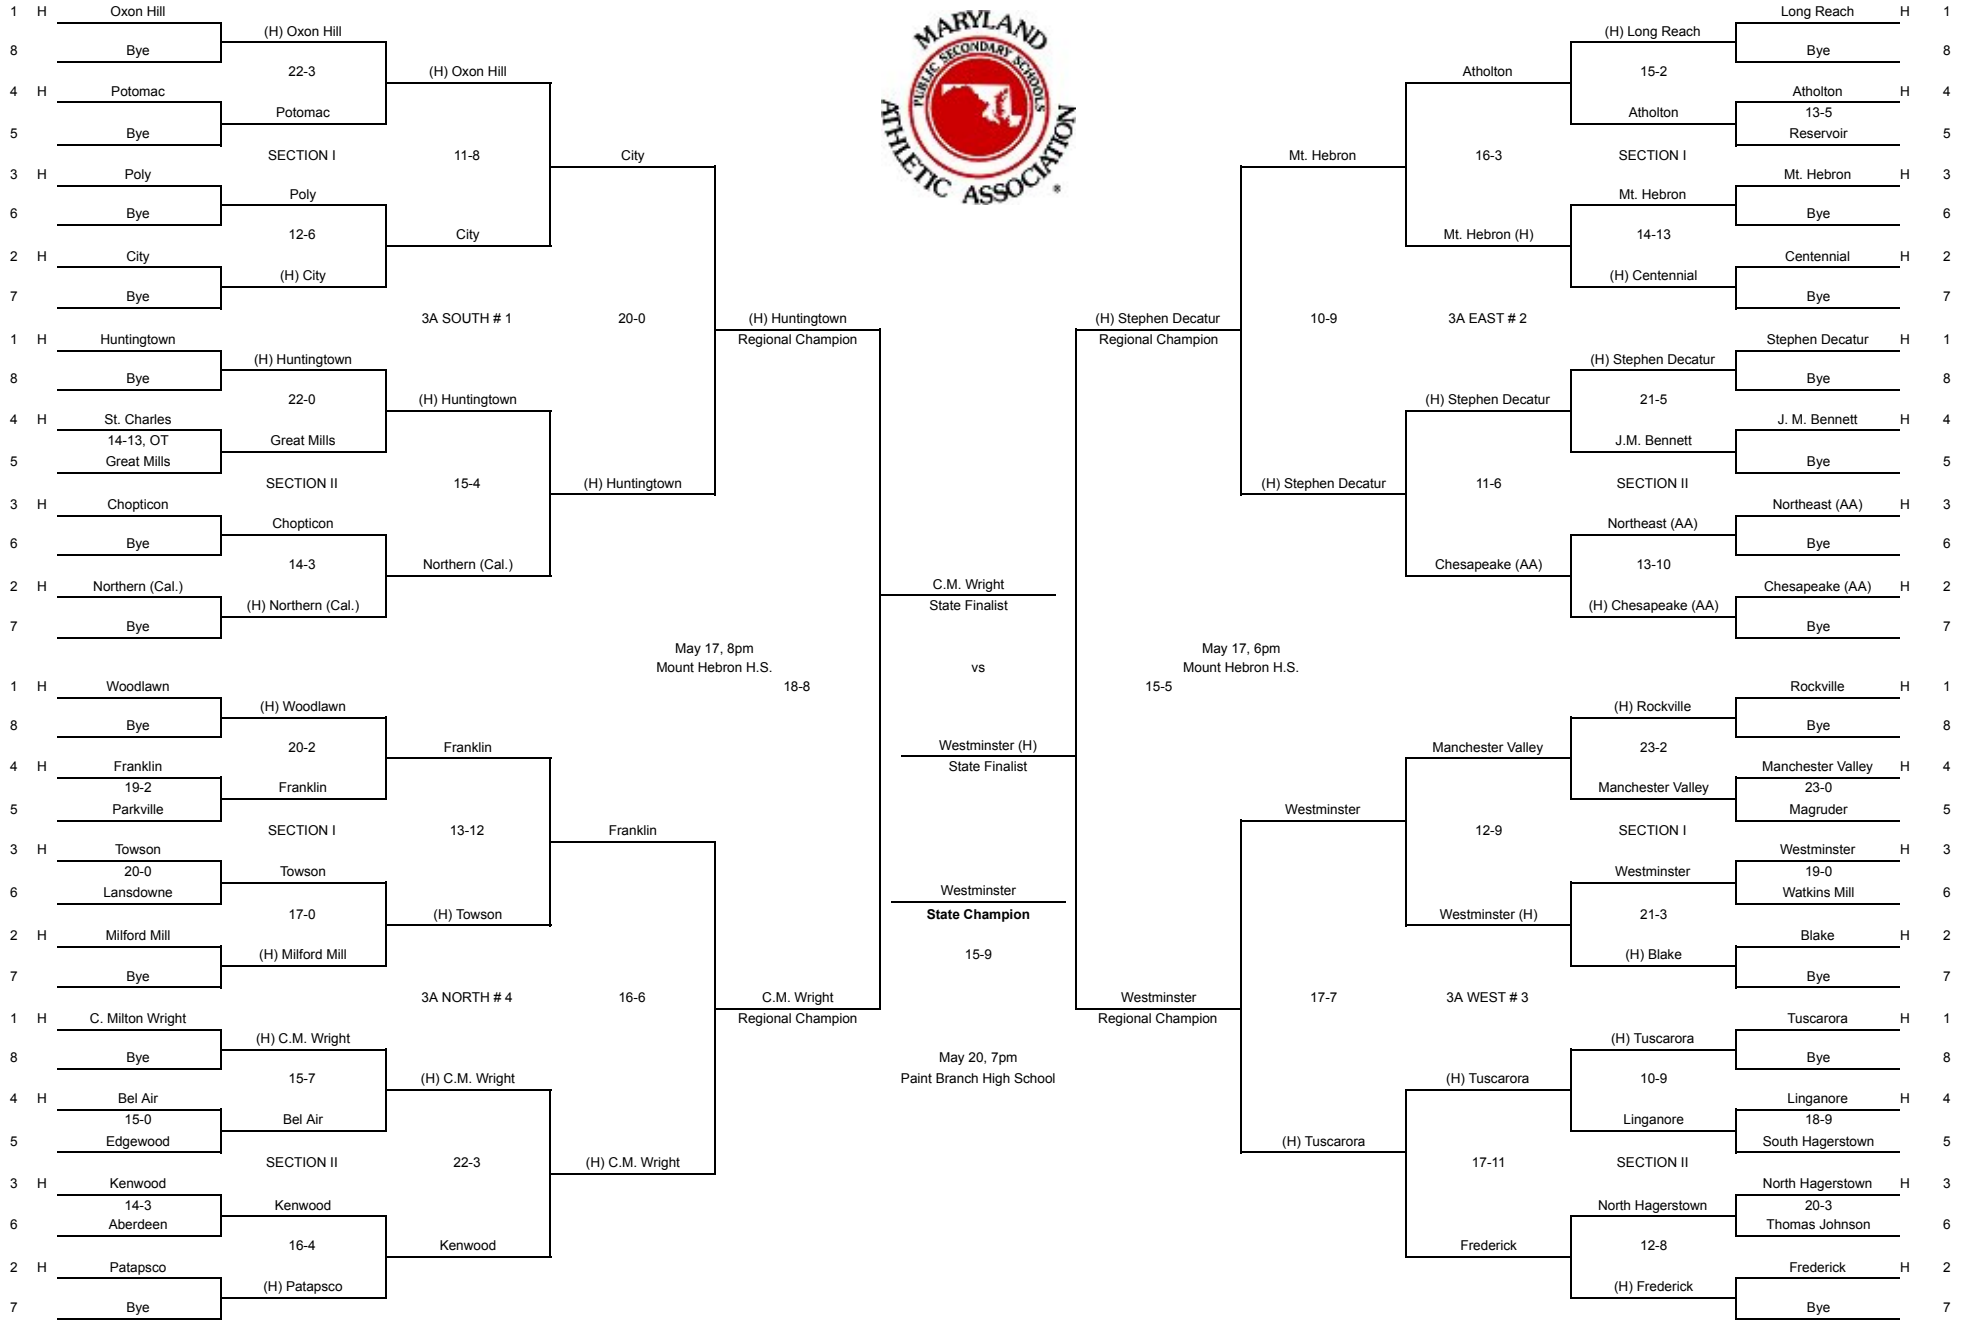 MARYLAND
PUBLIC SECONDARY SCHOOLS
ATHLETIC ASSOCIATION
®
1 H Oxon Hill
(H) Oxon Hill
8 Bye
22-3
(H) Oxon Hill
4 H Potomac
Potomac
5 Bye
SECTION I
11-8
City
3 H Poly
Poly
6 Bye
12-6
City
2 H City
(H) City
7 Bye
3A SOUTH # 1
20-0
(H) Huntingtown
Regional Champion
1 H Huntingtown
(H) Huntingtown
8 Bye
22-0
(H) Huntingtown
4 H St. Charles
14-13, OT
Great Mills
5 Great Mills
SECTION II
15-4
(H) Huntingtown
3 H Chopticon
Chopticon
6 Bye
14-3
Northern (Cal.)
2 H Northern (Cal.)
(H) Northern (Cal.)
7 Bye
May 17, 8pm
Mount Hebron H.S.
18-8
1 H Woodlawn
(H) Woodlawn
8 Bye
20-2
Franklin
4 H Franklin
19-2
Franklin
5 Parkville
SECTION I
13-12
Franklin
3 H Towson
20-0
Towson
6 Lansdowne
17-0
(H) Towson
2 H Milford Mill
(H) Milford Mill
7 Bye
3A NORTH # 4
16-6
C.M. Wright
Regional Champion
1 H C. Milton Wright
(H) C.M. Wright
8 Bye
15-7
(H) C.M. Wright
4 H Bel Air
15-0
Bel Air
5 Edgewood
SECTION II
22-3
(H) C.M. Wright
3 H Kenwood
14-3
Kenwood
6 Aberdeen
16-4
Kenwood
2 H Patapsco
(H) Patapsco
7 Bye
C.M. Wright
State Finalist
vs
Westminster (H)
State Finalist
Westminster
State Champion
15-9
May 20, 7pm
Paint Branch High School
Long Reach H 1
(H) Long Reach
Bye 8
15-2
Atholton
Atholton H 4
13-5
Atholton
Reservoir 5
SECTION I
16-3
Mt. Hebron
Mt. Hebron H 3
Mt. Hebron
Bye 6
14-13
Mt. Hebron (H)
Centennial H 2
(H) Centennial
Bye 7
3A EAST # 2
10-9
(H) Stephen Decatur
Regional Champion
Stephen Decatur H 1
(H) Stephen Decatur
Bye 8
21-5
(H) Stephen Decatur
J. M. Bennett H 4
J.M. Bennett
Bye 5
SECTION II
11-6
(H) Stephen Decatur
Northeast (AA) H 3
Northeast (AA)
Bye 6
13-10
Chesapeake (AA)
Chesapeake (AA) H 2
(H) Chesapeake (AA)
Bye 7
May 17, 6pm
Mount Hebron H.S.
15-5
Rockville H 1
(H) Rockville
Bye 8
23-2
Manchester Valley
Manchester Valley H 4
23-0
Manchester Valley
Magruder 5
SECTION I
12-9
Westminster
Westminster H 3
19-0
Westminster
Watkins Mill 6
21-3
Westminster (H)
Blake H 2
(H) Blake
Bye 7
3A WEST # 3
17-7
Westminster
Regional Champion
Tuscarora H 1
(H) Tuscarora
Bye 8
10-9
(H) Tuscarora
Linganore H 4
18-9
Linganore
South Hagerstown 5
SECTION II
17-11
(H) Tuscarora
North Hagerstown H 3
20-3
North Hagerstown
Thomas Johnson 6
12-8
Frederick
Frederick H 2
(H) Frederick
Bye 7